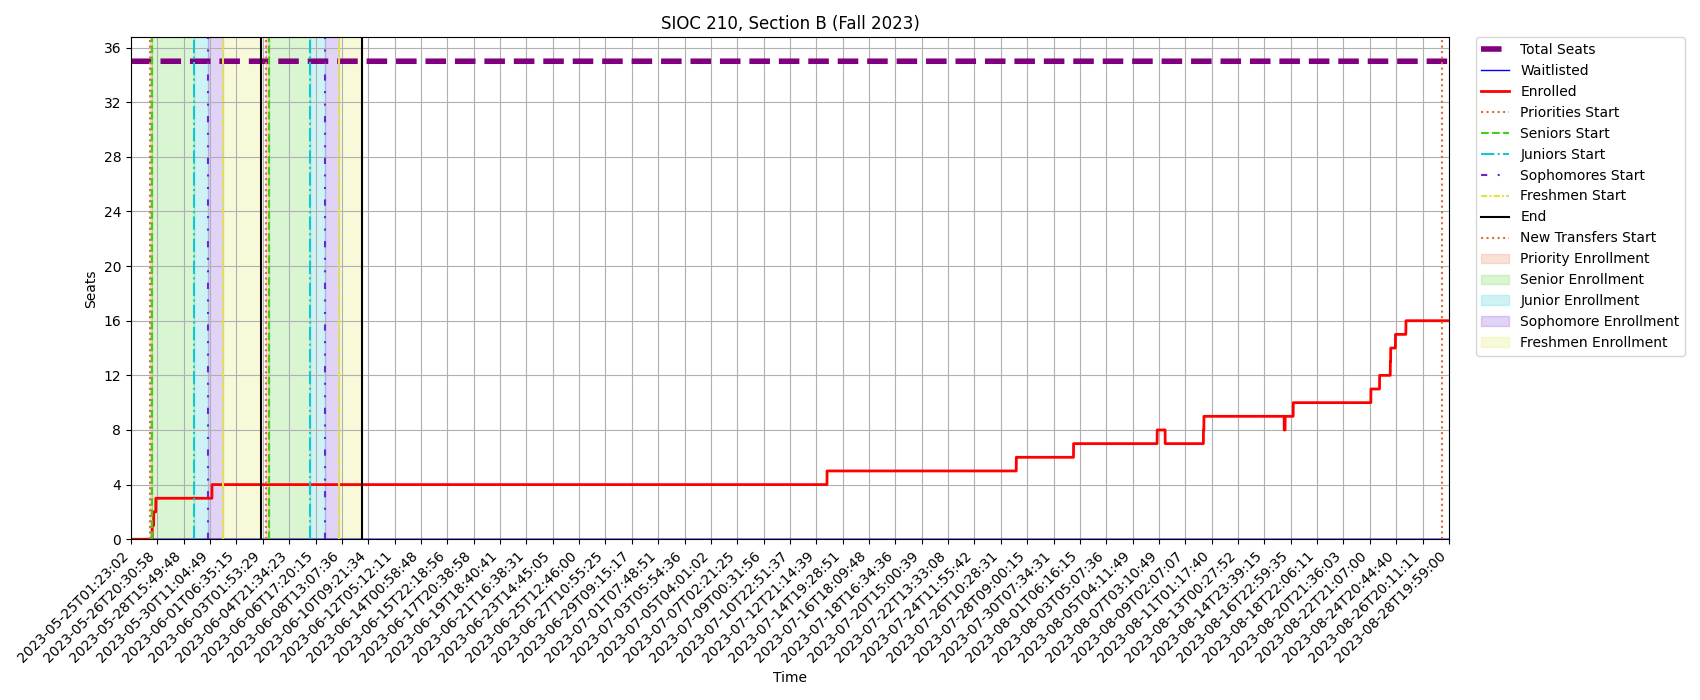 SIOC 210, Section B (Fall 2023)
36
32
28
24
20
16
12
8
4
0
Seats
2023-05-25T01:23:02
2023-05-26T20:30:58
2023-05-28T15:49:48
2023-05-30T11:04:49
2023-06-01T06:35:15
2023-06-03T01:53:29
2023-06-04T21:34:23
2023-06-06T17:20:15
2023-06-08T13:07:36
2023-06-10T09:21:34
2023-06-12T05:12:11
2023-06-14T00:58:48
2023-06-15T22:18:56
2023-06-17T20:38:58
2023-06-19T18:40:41
2023-06-21T16:38:31
2023-06-23T14:45:05
2023-06-25T12:46:00
2023-06-27T10:55:25
2023-06-29T09:15:17
2023-07-01T07:48:51
2023-07-03T05:54:36
2023-07-05T04:01:02
2023-07-07T02:21:25
2023-07-09T00:31:56
2023-07-10T22:51:37
2023-07-12T21:14:39
2023-07-14T19:28:51
2023-07-16T18:09:48
2023-07-18T16:34:36
2023-07-20T15:00:39
2023-07-22T13:33:08
2023-07-24T11:55:42
2023-07-26T10:28:31
2023-07-28T09:00:15
2023-07-30T07:34:31
2023-08-01T06:16:15
2023-08-03T05:07:36
2023-08-05T04:11:49
2023-08-07T03:10:49
2023-08-09T02:07:07
2023-08-11T01:17:40
2023-08-13T00:27:52
2023-08-14T23:39:15
2023-08-16T22:59:35
2023-08-18T22:06:11
2023-08-20T21:36:03
2023-08-22T21:07:00
2023-08-24T20:44:40
2023-08-26T20:11:11
2023-08-28T19:59:00
Time
Total Seats
Waitlisted
Enrolled
Priorities Start
Seniors Start
Juniors Start
Sophomores Start
Freshmen Start
End
New Transfers Start
Priority Enrollment
Senior Enrollment
Junior Enrollment
Sophomore Enrollment
Freshmen Enrollment